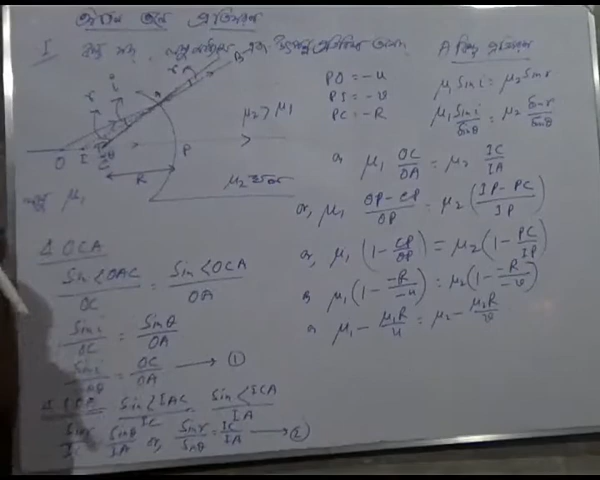 তলে প্রতিসরণ
I
A বিন্দু প্রতিসরণ
PO = -u
PI = -v
PC = -R
μ₁ sin i = μ₂ sin r
μ₁ sin i/sin θ = μ₂ sin r/sin θ
বা μ₁ OC/OA = μ₂ IC/IA
or, μ₁ OP - CP/OP = μ₂ (IP - PC/IP)
বা, μ₁ (1 - CP/OP) = μ₂ (1 - PC/IP)
বা μ₁ (1 - -R/-u) = μ₂ (1 - -R/-v)
বা μ₁ - μ₁R/u = μ₂ - μ₂R/v
i
r
r
A
B
μ₂ > μ₁
O I C θ P
R
μ₁
μ₂
Δ OCA
Sin ∠OAC/OC = Sin ∠OCA/OA
Sin i/OC = Sin θ/OA
Sin i/Sin θ = OC/OA → ①
Δ ICA Sin ∠IAC/IC = Sin ∠ICA/IA
Sin r/IC = Sin θ/IA or, Sin r/Sin θ = IC/IA → ②